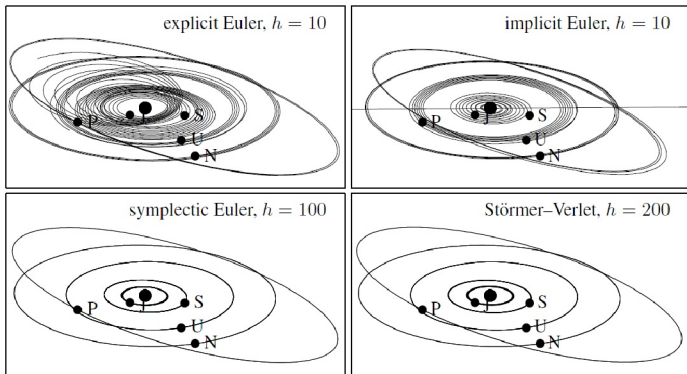 explicit Euler, h = 10
P
J
S
U
N
implicit Euler, h = 10
P
J
S
U
N
symplectic Euler, h = 100
P
J
S
U
N
Störmer–Verlet, h = 200
P
J
S
U
N